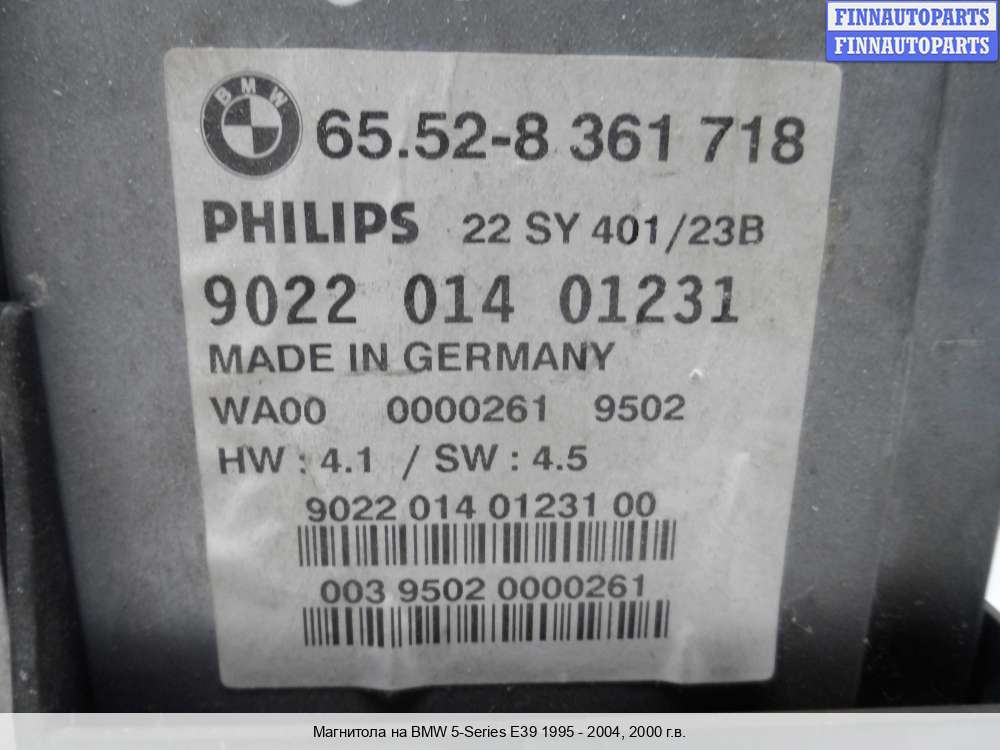 FINNAUTOPARTS
FINNAUTOPARTS
BMW
65.52-8 361 718
PHILIPS 22 SY 401/23B
9022 014 01231
MADE IN GERMANY
WA00 0000261 9502
HW : 4.1 / SW : 4.5
9022 014 01231 00
003 9502 0000261
Магнитола на BMW 5-Series E39 1995 - 2004, 2000 г.в.